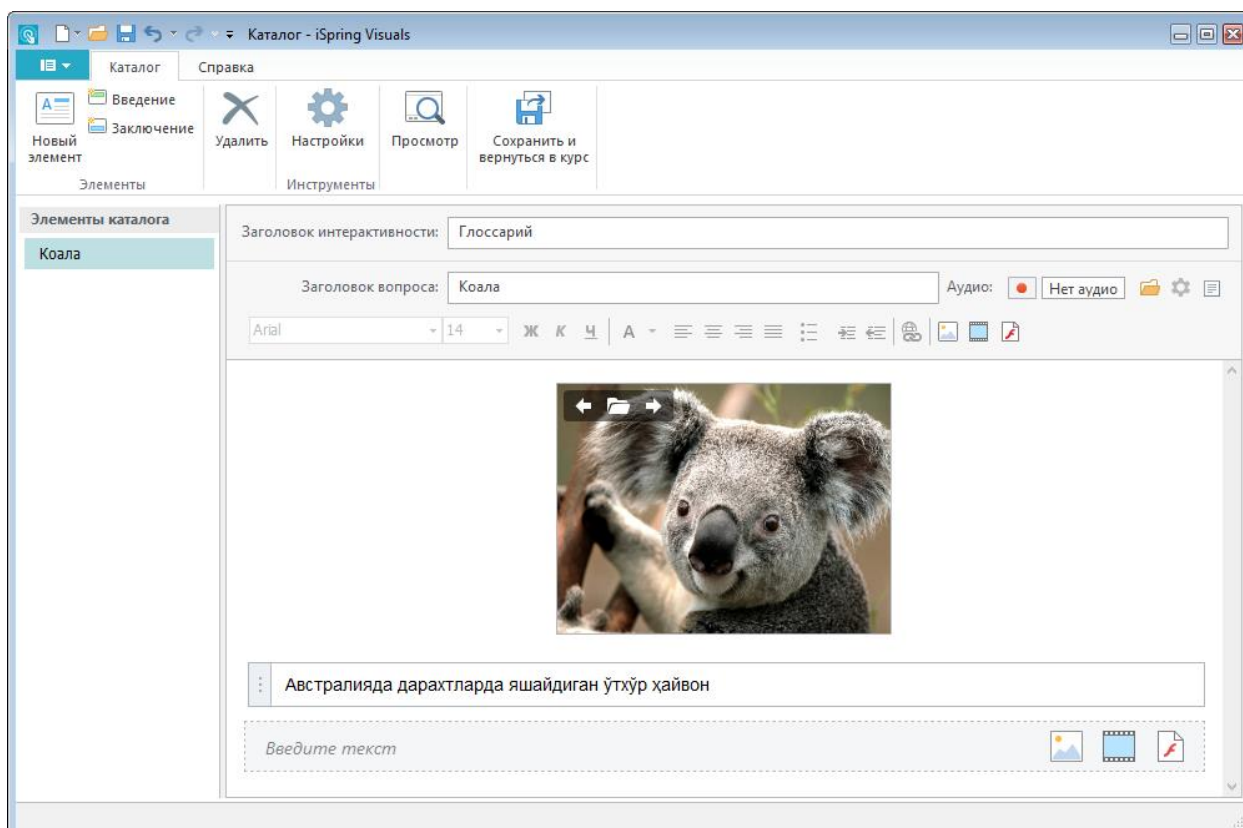 Каталог - iSpring Visuals
Каталог Справка
Новый элемент
Введение
Заключение
Удалить
Настройки
Просмотр
Сохранить и вернуться в курс
Элементы
Инструменты
Элементы каталога
Коала
Заголовок интерактивности: Глоссарий
Заголовок вопроса: Коала Аудио: Нет аудио
Arial 14 Ж К Ч А
Австралияда дарахтларда яшайдиган ўтхўр ҳайвон
Введите текст